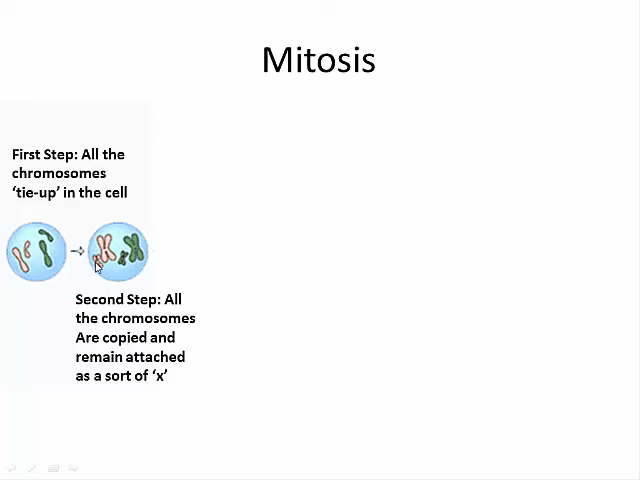 Mitosis
First Step: All the
chromosomes
‘tie-up’ in the cell
Second Step: All
the chromosomes
Are copied and
remain attached
as a sort of ‘x’